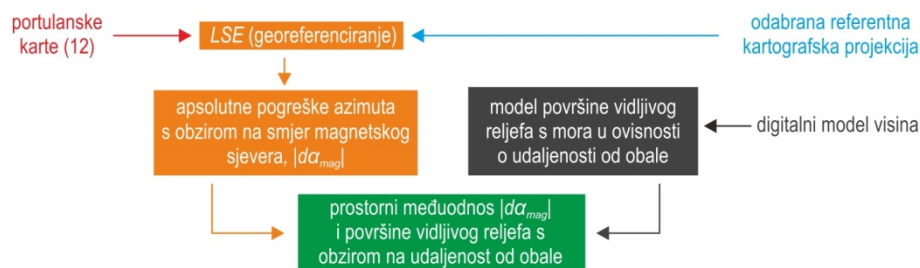 portulanske
karte (12)
LSE (georeferenciranje)
odabrana referentna
kartografska projekcija
apsolutne pogreške azimuta
s obzirom na smjer magnetskog
sjevera, |dαmag|
model površine vidljivog
reljefa s mora u ovisnosti
o udaljenosti od obale
digitalni model visina
prostorni međuodnos |dαmag|
i površine vidljivog reljefa s
obzirom na udaljenost od obale